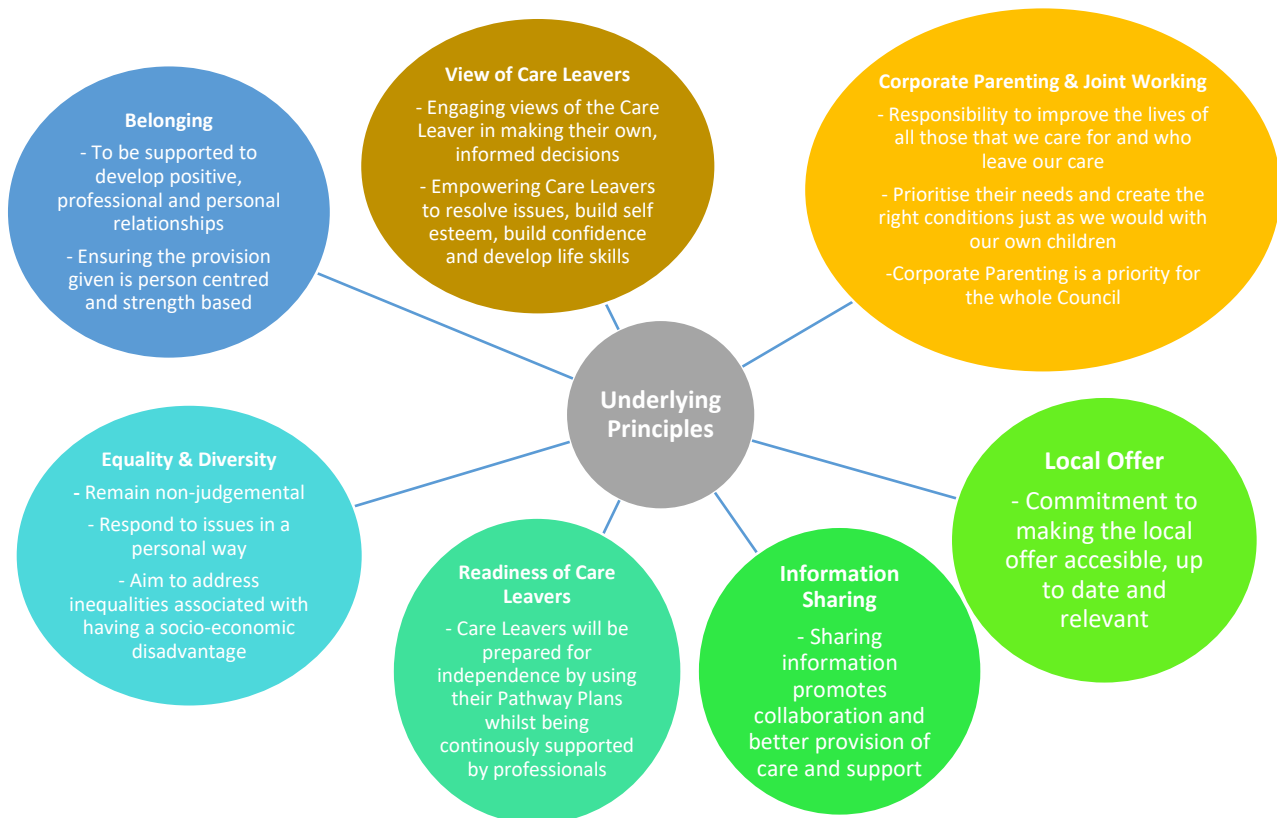 Belonging
- To be supported to
develop positive,
professional and personal
relationships
- Ensuring the provision
given is person centred
and strength based
View of Care Leavers
- Engaging views of the Care
Leaver in making their own,
informed decisions
- Empowering Care Leavers
to resolve issues, build self
esteem, build confidence
and develop life skills
Corporate Parenting & Joint Working
- Responsibility to improve the lives of
all those that we care for and who
leave our care
- Prioritise their needs and create the
right conditions just as we would with
our own children
-Corporate Parenting is a priority for
the whole Council
Underlying
Principles
Equality & Diversity
- Remain non-judgemental
- Respond to issues in a
personal way
- Aim to address
inequalities associated with
having a socio-economic
disadvantage
Readiness of Care
Leavers
- Care Leavers will be
prepared for
independence by using
their Pathway Plans
whilst being
continously supported
by professionals
Information
Sharing
- Sharing
information
promotes
collaboration and
better provision of
care and support
Local Offer
- Commitment to
making the local
offer accesible, up
to date and
relevant